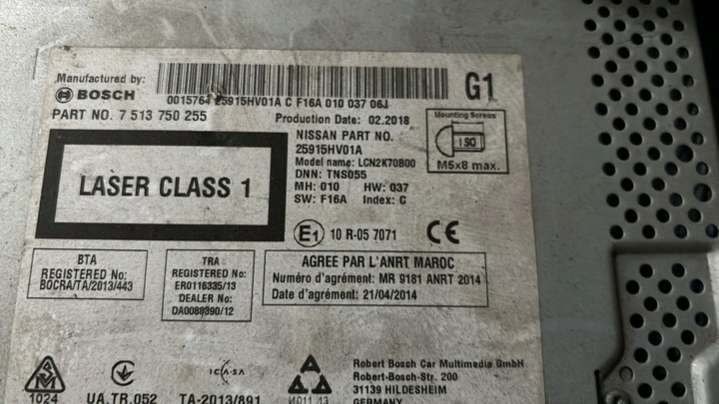 Manufactured by:
BOSCH
0015764 25915HV01A C F16A 010 037 06J
G1
PART NO. 7 513 750 255
Production Date: 02.2018
NISSAN PART NO.
25915HV01A
Model name: LCN2K70B00
DNN: TNS055
MH: 010 HW: 037
SW: F16A Index: C
Mounting Screws
ISO
M5x8 max.
LASER CLASS 1
E1 10 R-05 7071 CE
BTA
REGISTERED No:
BOCRA/TA/2013/443
TRA
REGISTERED No:
ER0116335/13
DEALER No:
DA0089390/12
AGREE PAR L'ANRT MAROC
Numéro d'agrément: MR 9181 ANRT 2014
Date d'agrément: 21/04/2014
1024
UA.TR.052
ICASA
TA-2013/891
И011 13
Robert Bosch Car Multimedia GmbH
Robert-Bosch-Str. 200
31139 HILDESHEIM